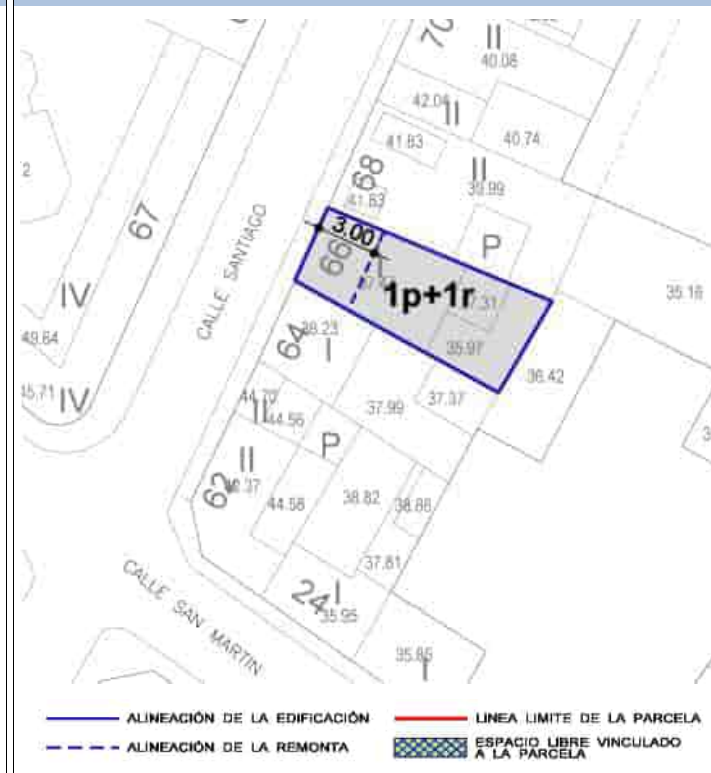 70
II
40.08
42.04
II
41.83
40.74
68
II
39.99
41.63
67
CALLE SANTIAGO
3.00
66
P
IV
1p+1r
35.16
49.64
64
38.23
I
35.97
36.42
45.71
IV
44.70
II
44.56
37.99
37.37
P
II
62
44.58
38.82
38.86
37.81
CALLE SAN MARTIN
24
I
35.95
35.85
I
ALINEACIÓN DE LA EDIFICACIÓN
LINEA LIMITE DE LA PARCELA
ALINEACIÓN DE LA REMONTA
ESPACIO LIBRE VINCULADO
A LA PARCELA